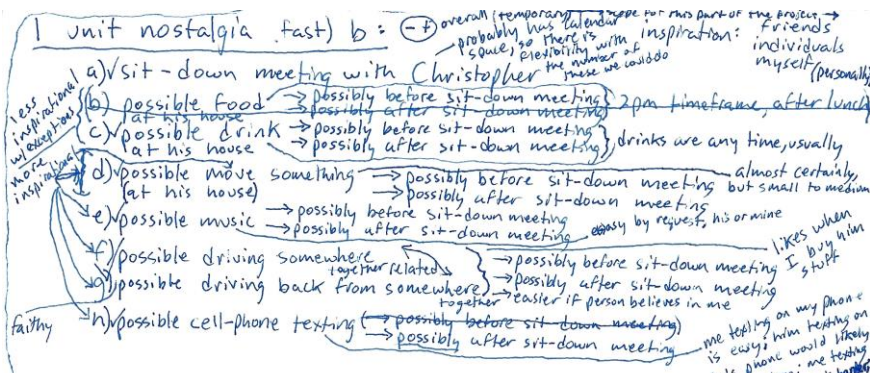 1 unit nostalgia fast) b: (-f) overall (temporary) scope for this part of the project →
probably has calendar
space, so there is
flexibility with
the number of
these we could do
inspiration: friends
individuals
myself (personally)
a)√ sit-down meeting with Christopher
less
inspirational
w/exceptions
(b) possible food → possibly before sit-down meeting
(at his house → possibly after sit-down meeting} 2pm timeframe, after lunch)
c)√ possible drink → possibly before sit-down meeting
(at his house) → possibly after sit-down meeting }, drinks are any time, usually
more
inspirational
d)√ possible move something → possibly before sit-down meeting
(at his house) → possibly after sit-down meeting
almost certainly,
but small to medium
e)√ possible music → possibly before sit-down meeting
→ possibly after sit-down meeting
easy by request, his or mine
f) possible driving somewhere
together related
g) possible driving back from somewhere
together
→ possibly before sit-down meeting
→ possibly after sit-down meeting
→ easier if person believes in me
likes when
I buy him
stuff
faithy
h)√ possible cell-phone texting (→ possibly before sit-down meeting)
→ possibly after sit-down meeting
me texting on my phone
is easy; him texting on
phone would likely
me texting